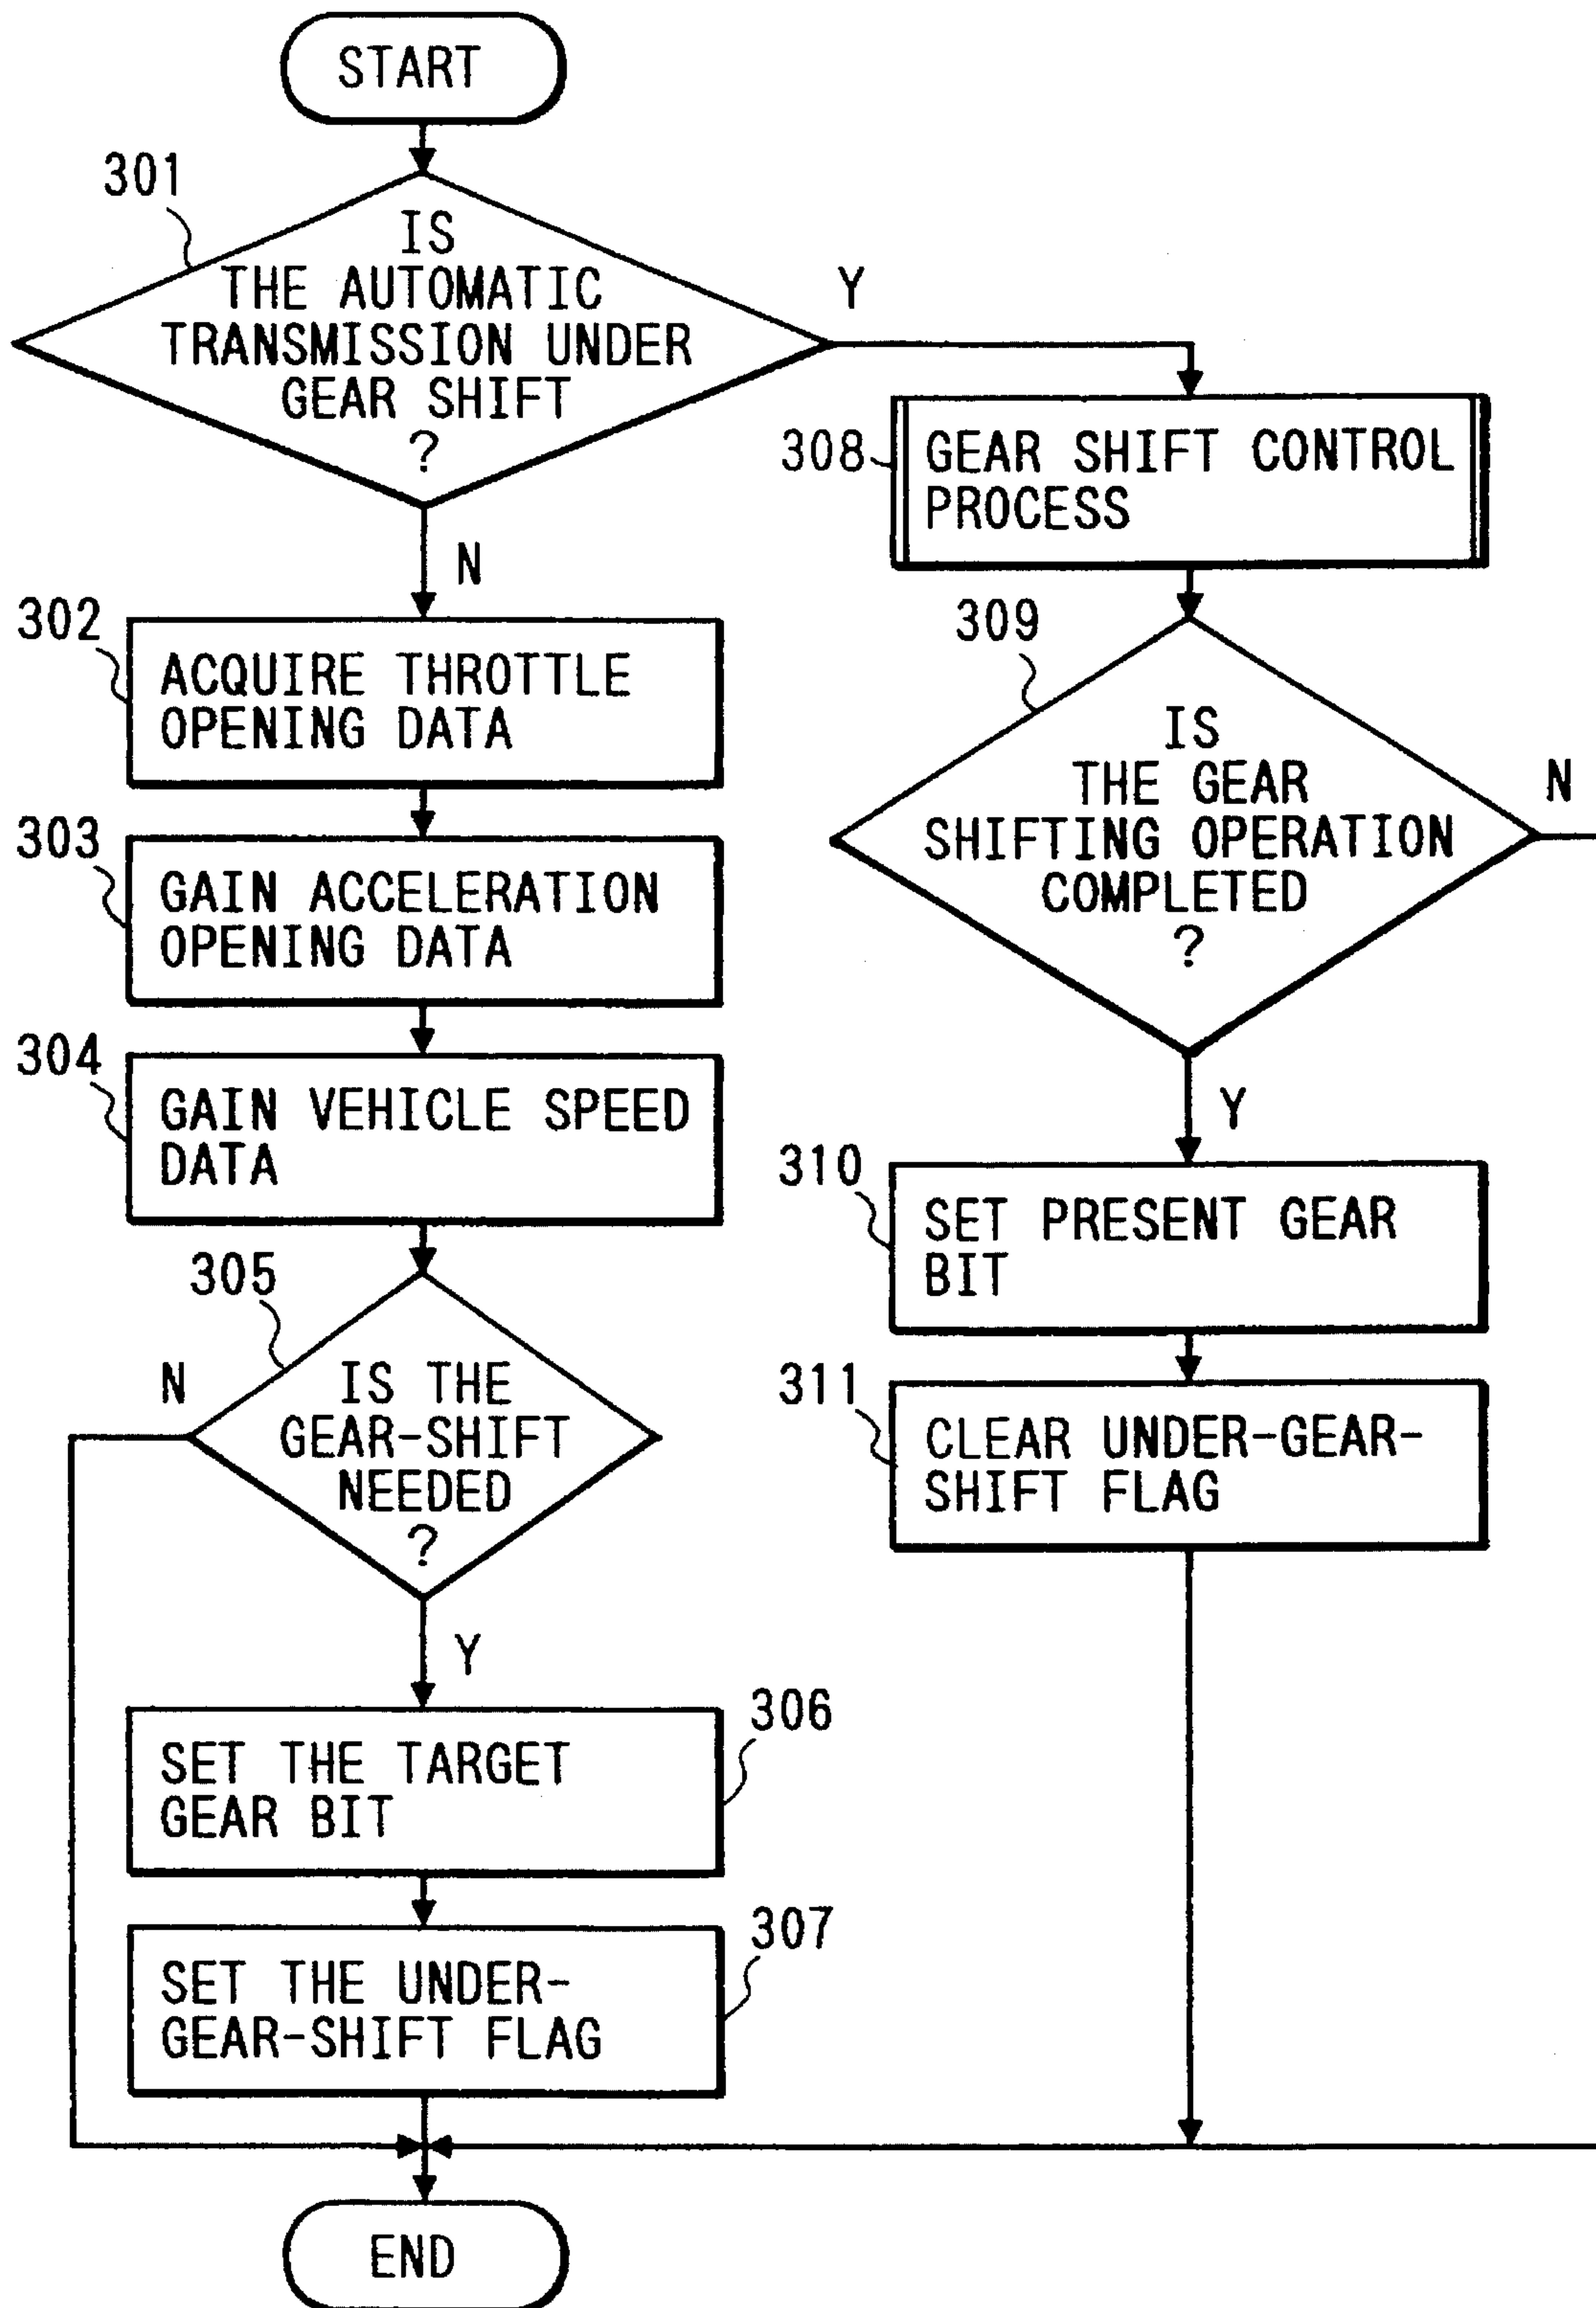 START
301
IS
THE AUTOMATIC
TRANSMISSION UNDER
GEAR SHIFT
?
Y
N
302
ACQUIRE THROTTLE
OPENING DATA
303
GAIN ACCELERATION
OPENING DATA
304
GAIN VEHICLE SPEED
DATA
305
IS THE
GEAR-SHIFT
NEEDED
?
N
Y
306
SET THE TARGET
GEAR BIT
307
SET THE UNDER-
GEAR-SHIFT FLAG
308
GEAR SHIFT CONTROL
PROCESS
309
IS
THE GEAR
SHIFTING OPERATION
COMPLETED
?
N
Y
310
SET PRESENT GEAR
BIT
311
CLEAR UNDER-GEAR-
SHIFT FLAG
END